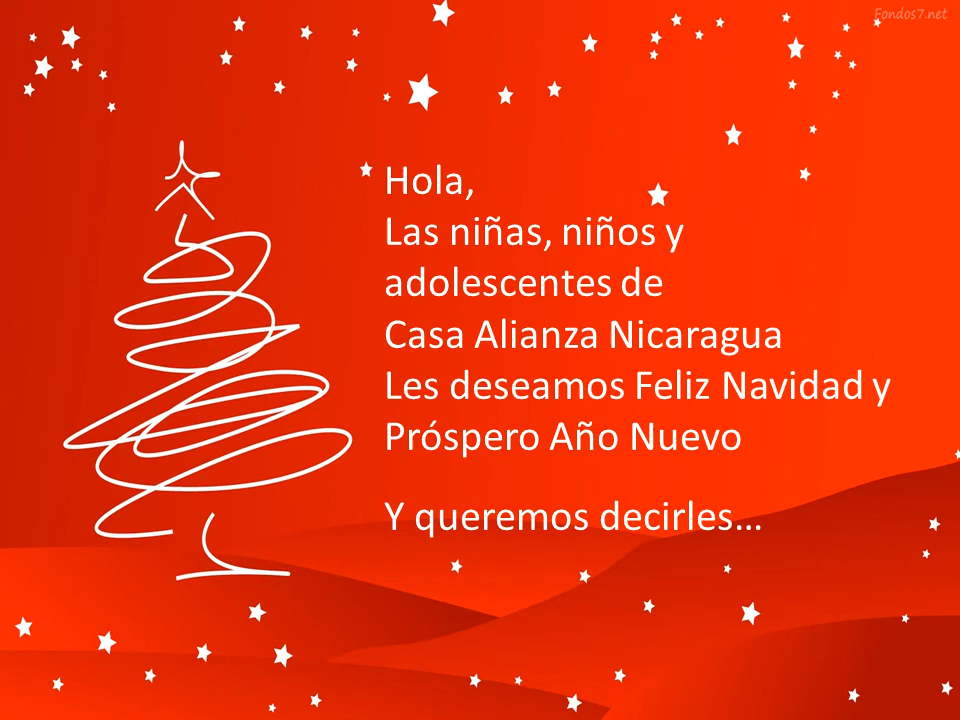 Fondos7.net
Hola,
Las niñas, niños y
adolescentes de
Casa Alianza Nicaragua
Les deseamos Feliz Navidad y
Próspero Año Nuevo
Y queremos decirles…